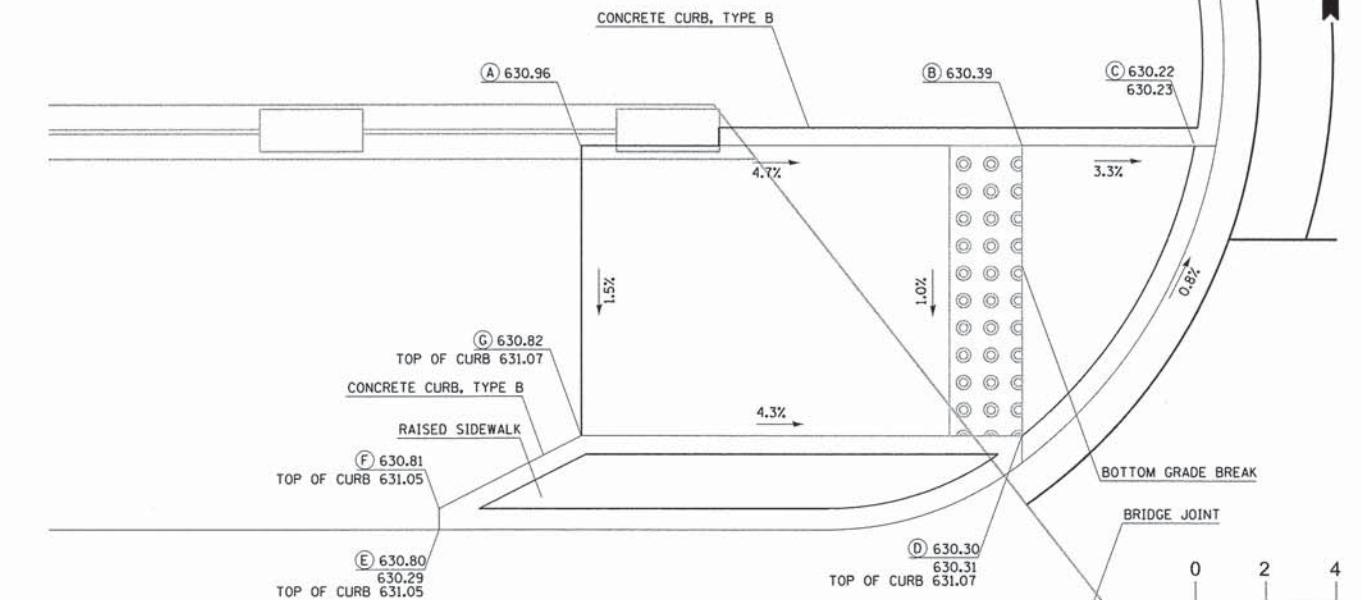 CONCRETE CURB, TYPE B
A 630.96
B 630.39
C 630.22
630.23
4.7%
3.3%
1.5%
1.0%
0.8%
G 630.82
TOP OF CURB 631.07
CONCRETE CURB, TYPE B
RAISED SIDEWALK
4.3%
F 630.81
TOP OF CURB 631.05
BOTTOM GRADE BREAK
BRIDGE JOINT
E 630.80
630.29
TOP OF CURB 631.05
D 630.30
630.31
TOP OF CURB 631.07
0 2 4